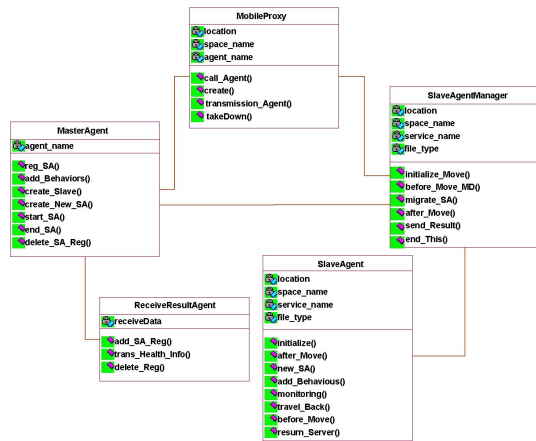 MobileProxy
location
space_name
agent_name
call_Agent()
create()
transmission_Agent()
takeDown()
SlaveAgentManager
location
space_name
service_name
file_type
initialize_Move()
before_Move_MD()
migrate_SA()
after_Move()
send_Result()
end_This()
MasterAgent
agent_name
reg_SA()
add_Behaviors()
create_Slave()
create_New_SA()
start_SA()
end_SA()
delete_SA_Reg()
SlaveAgent
location
space_name
service_name
file_type
initialize()
after_Move()
new_SA()
add_Behavious()
monitoring()
travel_Back()
before_Move()
resum_Server()
ReceiveResultAgent
receiveData
add_SA_Reg()
trans_Health_Info()
delete_Reg()